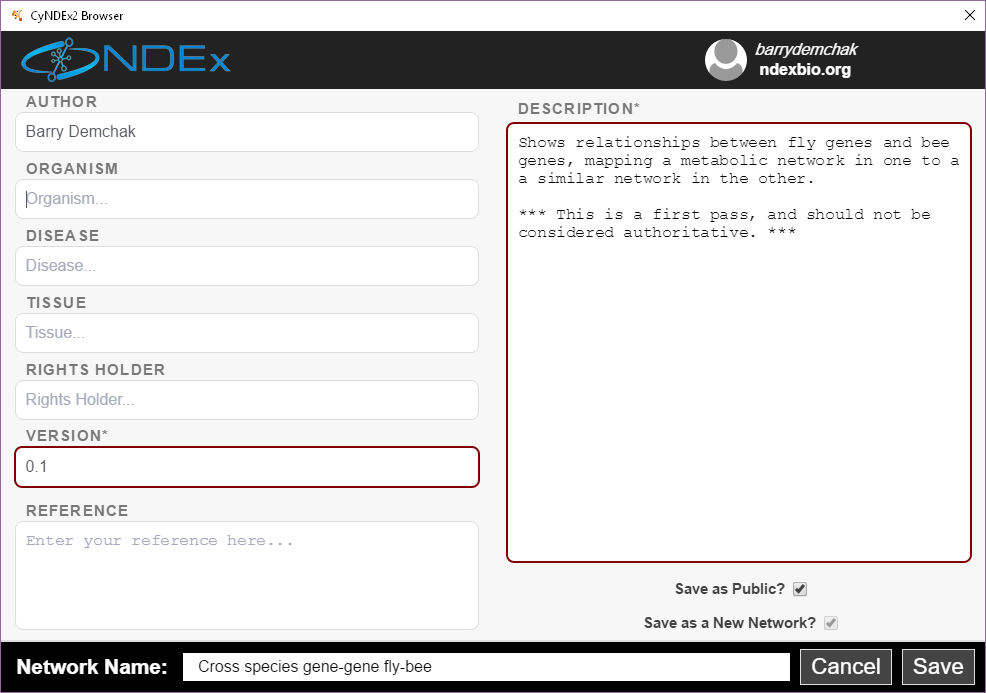 CyNDEx2 Browser
CyNDEx
barrydemchak
ndexbio.org
AUTHOR
Barry Demchak
ORGANISM
Organism...
DISEASE
Disease...
TISSUE
Tissue...
RIGHTS HOLDER
Rights Holder...
VERSION*
0.1
REFERENCE
Enter your reference here...
DESCRIPTION*
Shows relationships between fly genes and bee
genes, mapping a metabolic network in one to a
a similar network in the other.
*** This is a first pass, and should not be
considered authoritative. ***
Save as Public?
Save as a New Network?
Network Name:
Cross species gene-gene fly-bee
Cancel
Save